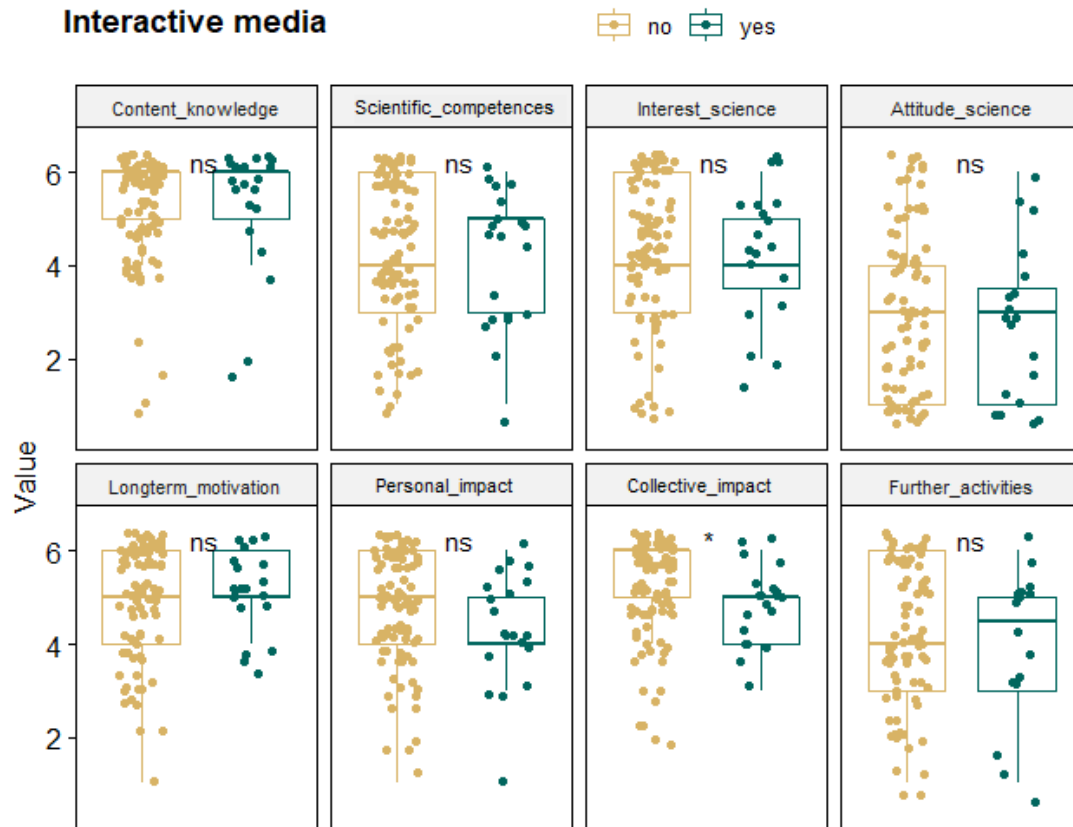 Interactive media
no yes
Content_knowledge Scientific_competences Interest_science Attitude_science
ns ns ns ns
6
4
2
Value
Longterm_motivation Personal_impact Collective_impact Further_activities
ns ns * ns
6
4
2